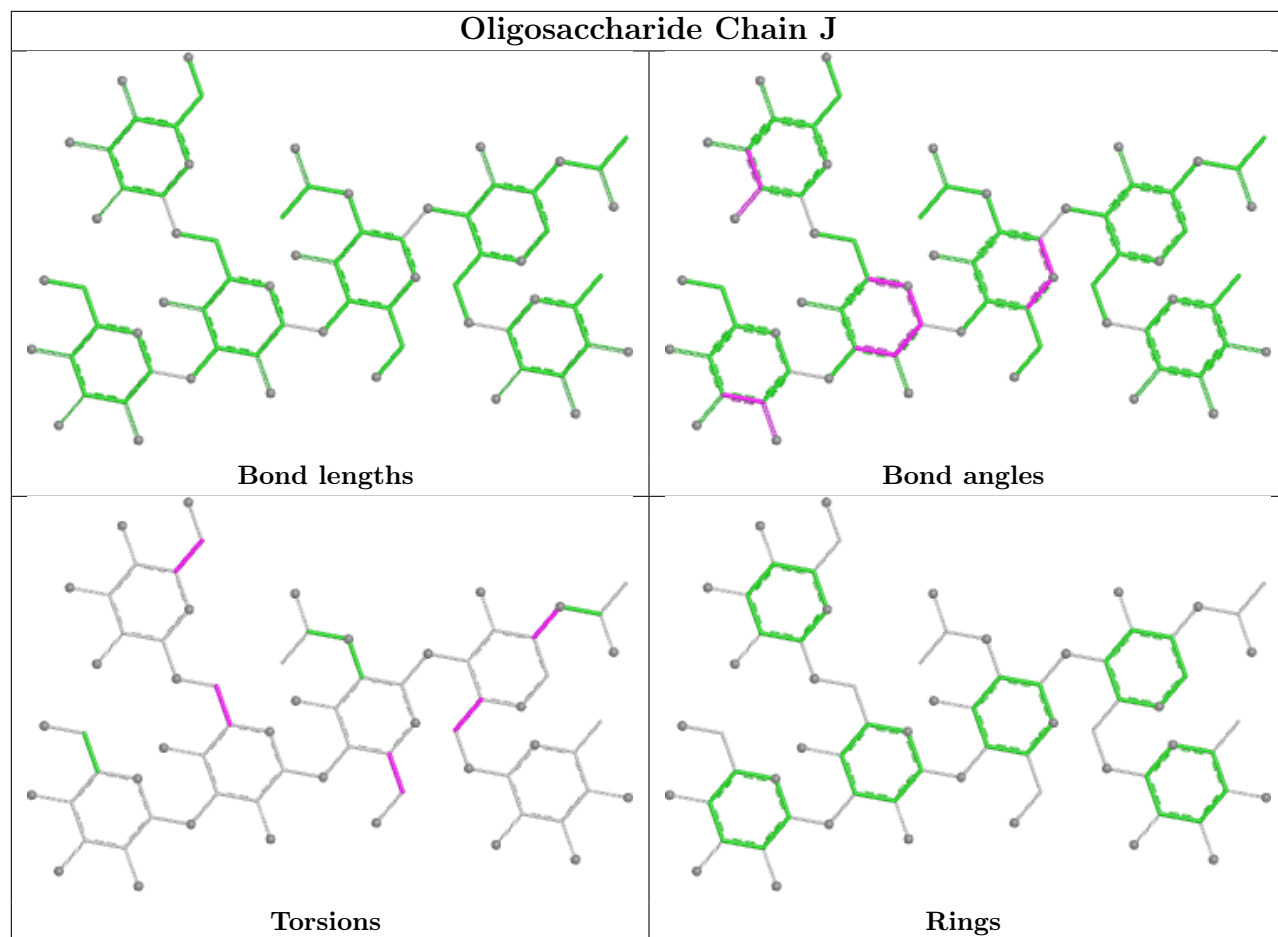 Oligosaccharide Chain J
Bond lengths
Bond angles
Torsions
Rings